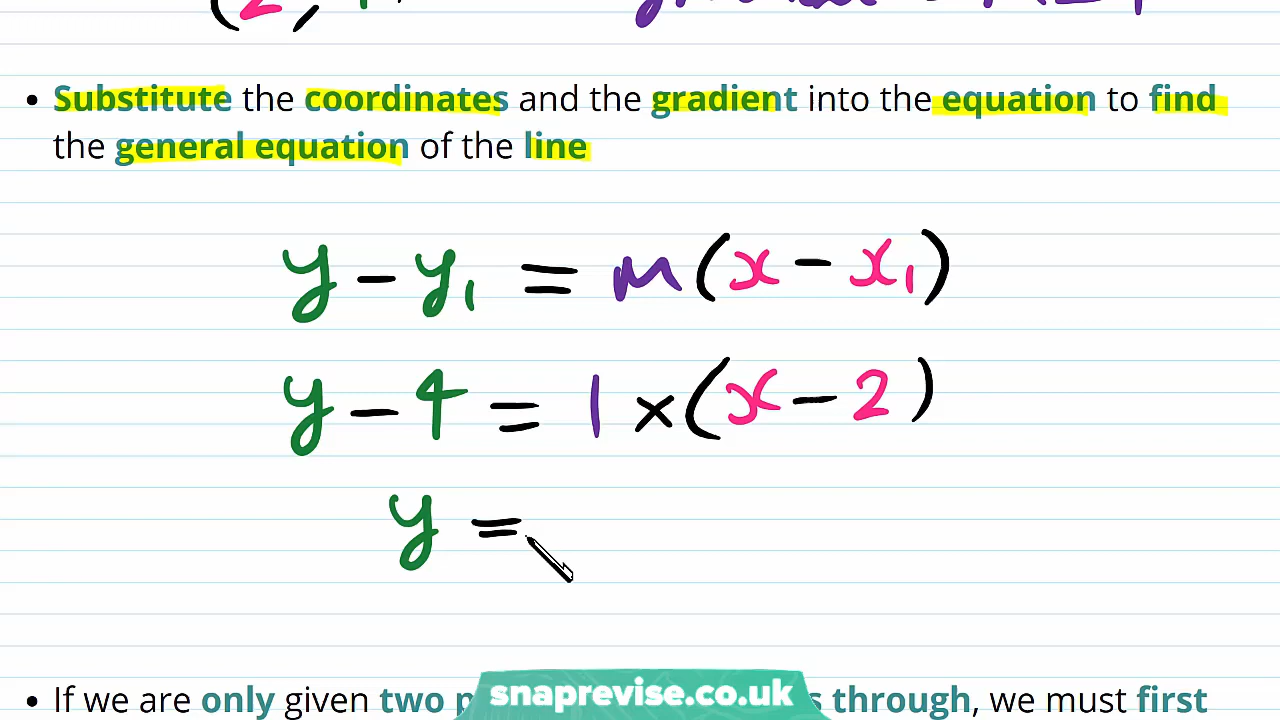 (2,
• Substitute the coordinates and the gradient into the equation to find
the general equation of the line
y - y₁ = m(x - x₁)
y - 4 = 1 × (x - 2)
y =
• If we are only given two through, we must first
snaprevise.co.uk